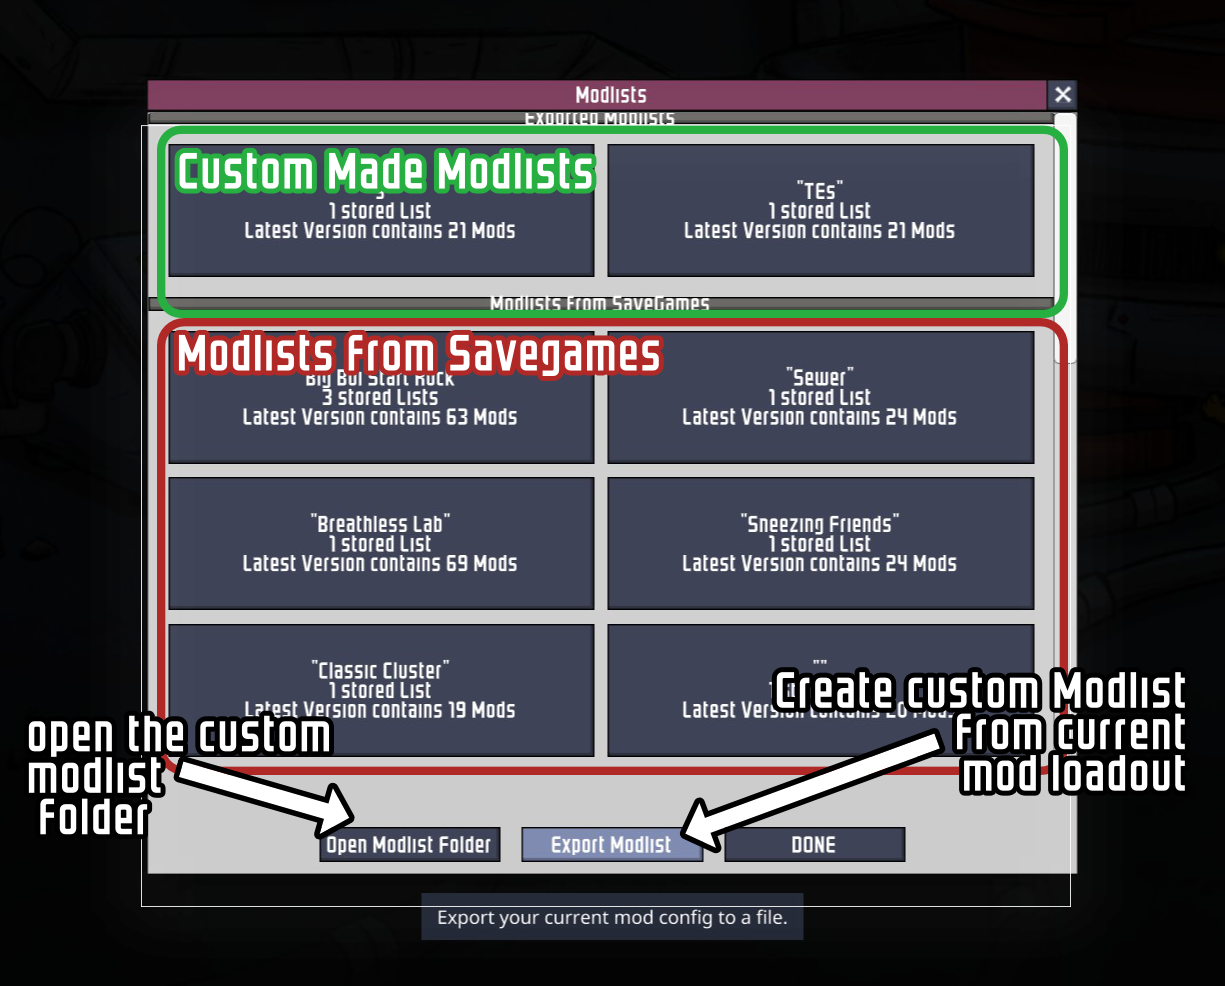 Modlists
Exported Modlists
Custom Made Modlists
1 stored List
Latest Version contains 21 Mods
"TEs"
1 stored List
Latest Version contains 21 Mods
Modlists From SaveGames
Modlists From Savegames
Big Boi Start Rock
3 stored Lists
Latest Version contains 63 Mods
"Sewer"
1 stored List
Latest Version contains 24 Mods
"Breathless Lab"
1 stored List
Latest Version contains 69 Mods
"Sneezing Friends"
1 stored List
Latest Version contains 24 Mods
"Classic Cluster"
1 stored List
Latest Version contains 19 Mods
""
Latest Version contains 20 Mods
open the custom
modlist
Folder
Create custom Modlist
From current
mod loadout
Open Modlist Folder
Export Modlist
DONE
Export your current mod config to a file.